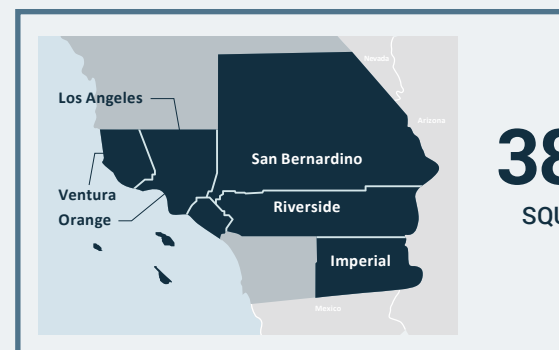 Nevada
Los Angeles
Arizona
San Bernardino
Ventura
Riverside
Orange
Imperial
Mexico
38
SQU